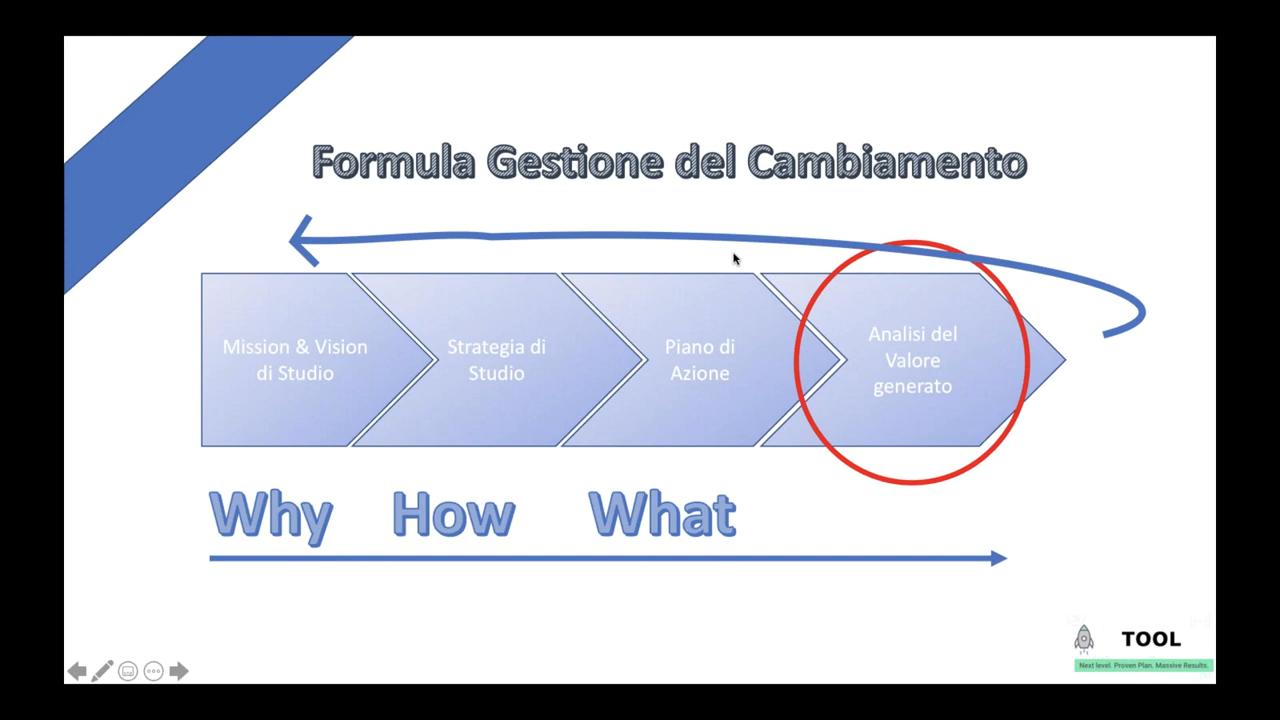 Formula Gestione del Cambiamento
Mission & Vision
di Studio
Strategia di
Studio
Piano di
Azione
Analisi del
Valore
generato
Why How What
TOOL
Next level. Proven Plan. Massive Results.